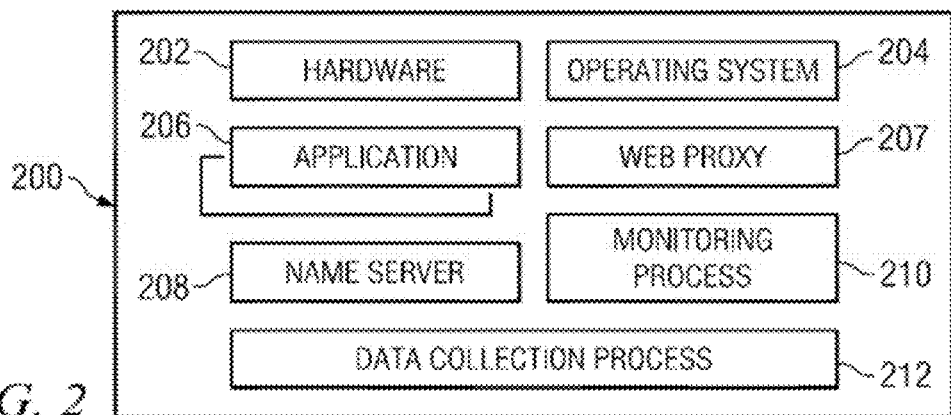 202 HARDWARE OPERATING SYSTEM 204
206 APPLICATION WEB PROXY 207
200
208 NAME SERVER MONITORING PROCESS 210
DATA COLLECTION PROCESS 212
G. 2